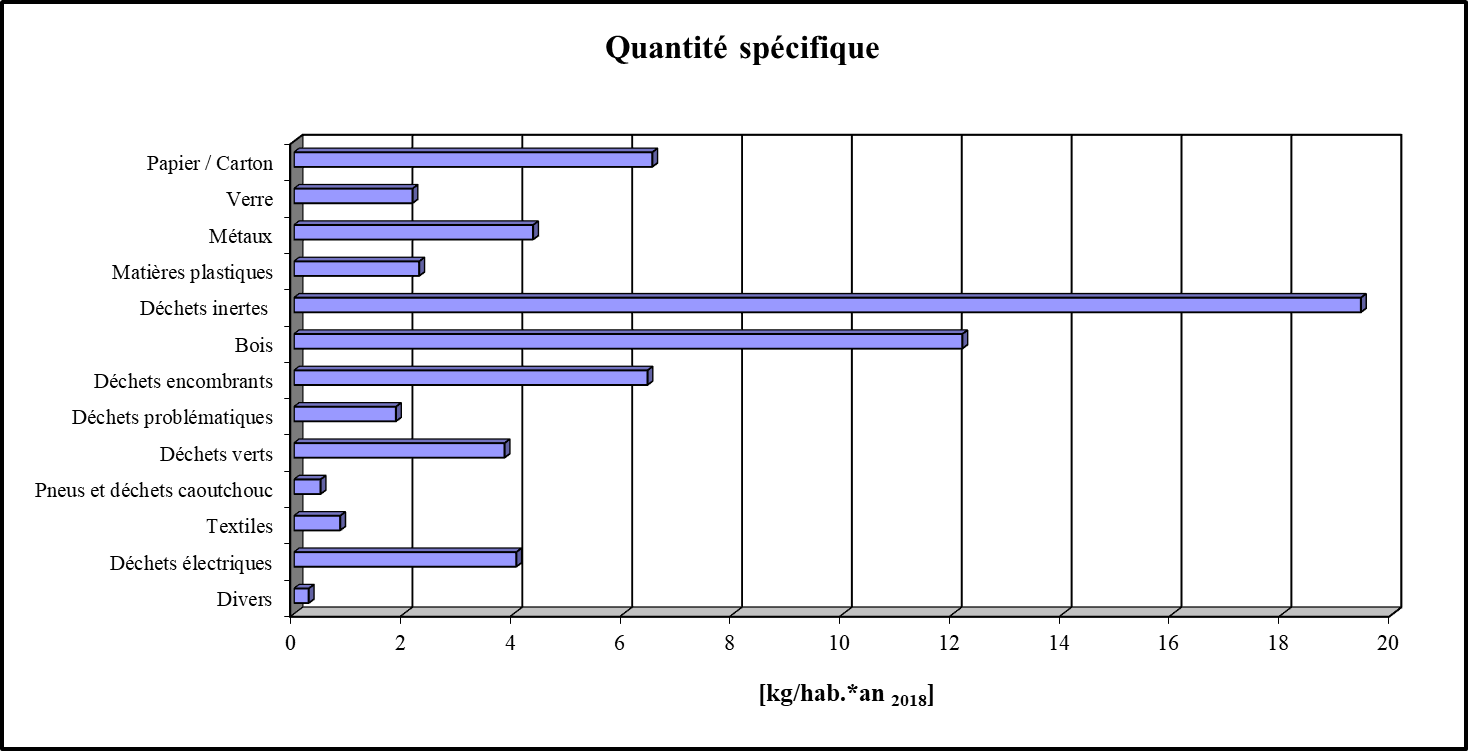 Quantité spécifique
Papier / Carton
Verre
Métaux
Matières plastiques
Déchets inertes
Bois
Déchets encombrants
Déchets problématiques
Déchets verts
Pneus et déchets caoutchouc
Textiles
Déchets électriques
Divers
0 2 4 6 8 10 12 14 16 18 20
[kg/hab.*an 2018]